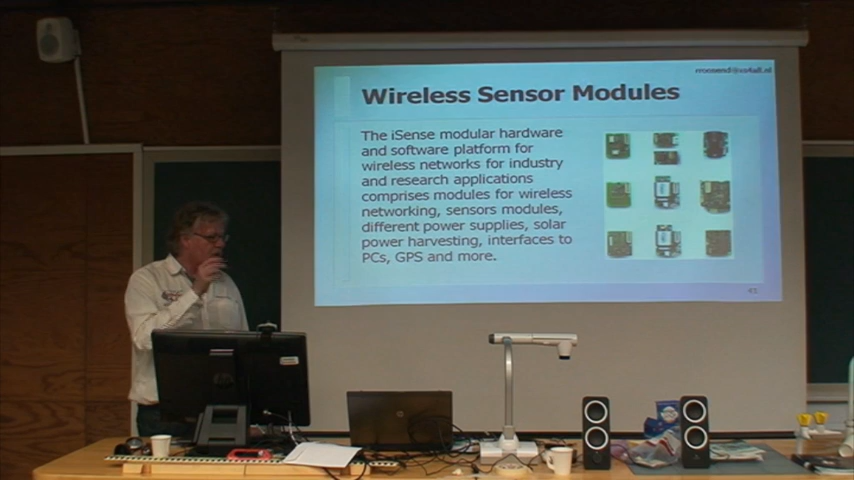 Wireless Sensor Modules
The iSense modular hardware
and software platform for
wireless networks for industry
and research applications
comprises modules for wireless
networking, sensors modules,
different power supplies, solar
power harvesting, interfaces to
PCs, GPS and more.